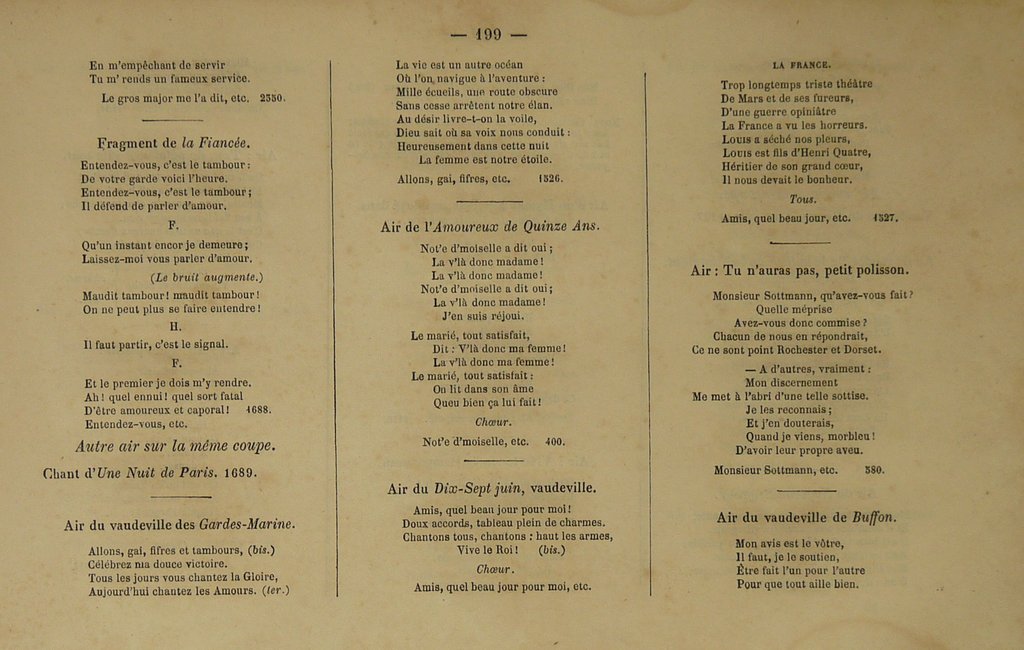 — 199 —
En m'empêchant de servir
Tu m' rends un fameux service.
Le gros major me l'a dit, etc. 2550.
Fragment de la Fiancée.
Entendez-vous, c'est le tambour :
De votre garde voici l'heure.
Entendez-vous, c'est le tambour ;
Il défend de parler d'amour.
F.
Qu'un instant encor je demeure ;
Laissez-moi vous parler d'amour.
(Le bruit augmente.)
Maudit tambour ! maudit tambour !
On ne peut plus se faire entendre !
H.
Il faut partir, c'est le signal.
F.
Et le premier je dois m'y rendre.
Ah ! quel ennui ! quel sort fatal
D'être amoureux et caporal ! 1688.
Entendez-vous, etc.
Autre air sur la même coupe.
Chant d'Une Nuit de Paris. 1689.
Air du vaudeville des Gardes-Marine.
Allons, gai, fifres et tambours, (bis.)
Célébrez ma douce victoire.
Tous les jours vous chantez la Gloire,
Aujourd'hui chantez les Amours. (ter.)
La vie est un autre océan
Où l'on navigue à l'aventure :
Mille écueils, une route obscure
Sans cesse arrêtent notre élan.
Au désir livre-t-on la voile,
Dieu sait où sa voix nous conduit :
Heureusement dans cette nuit
La femme est notre étoile.
Allons, gai, fifres, etc. 1526.
Air de l'Amoureux de Quinze Ans.
Not'e d'moiselle a dit oui ;
La v'là donc madame !
La v'là donc madame !
Not'e d'moiselle a dit oui ;
La v'là donc madame !
J'en suis réjoui.
Le marié, tout satisfait,
Dit : V'là donc ma femme !
La v'là donc ma femme !
Le marié, tout satisfait :
On lit dans son âme
Queu bien ça lui fait !
Chœur.
Not'e d'moiselle, etc. 400.
Air du Dix-Sept juin, vaudeville.
Amis, quel beau jour pour moi !
Doux accords, tableau plein de charmes.
Chantons tous, chantons : haut les armes,
Vive le Roi ! (bis.)
Chœur.
Amis, quel beau jour pour moi, etc.
LA FRANCE.
Trop longtemps triste théâtre
De Mars et de ses fureurs,
D'une guerre opiniâtre
La France a vu les horreurs.
Louis a séché nos pleurs,
Louis est fils d'Henri Quatre,
Héritier de son grand cœur,
Il nous devait le bonheur.
Tous.
Amis, quel beau jour, etc. 1527.
Air : Tu n'auras pas, petit polisson.
Monsieur Sottmann, qu'avez-vous fait ?
Quelle méprise
Avez-vous donc commise ?
Chacun de nous en répondrait,
Ce ne sont point Rochester et Dorset.
— A d'autres, vraiment :
Mon discernement
Me met à l'abri d'une telle sottise.
Je les reconnais ;
Et j'en douterais,
Quand je viens, morbleu !
D'avoir leur propre aveu.
Monsieur Sottmann, etc. 580.
Air du vaudeville de Buffon.
Mon avis est le vôtre,
Il faut, je le soutien,
Être fait l'un pour l'autre
Pour que tout aille bien.